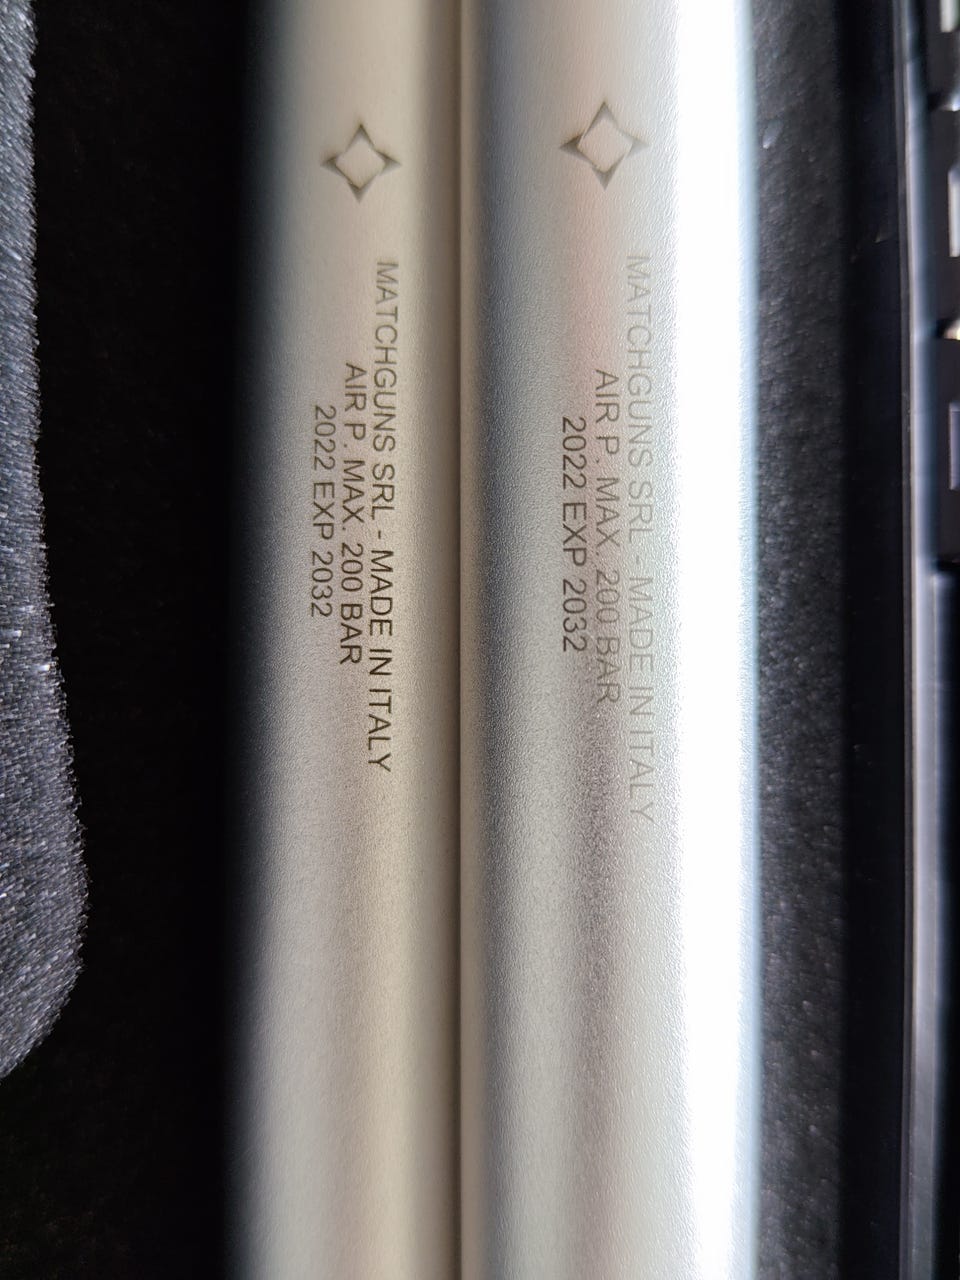 MATCHGUNS SRL - MADE IN ITALY
AIR P. MAX. 200 BAR
2022 EXP 2032
MATCHGUNS SRL - MADE IN ITALY
AIR P. MAX. 200 BAR
2022 EXP 2032